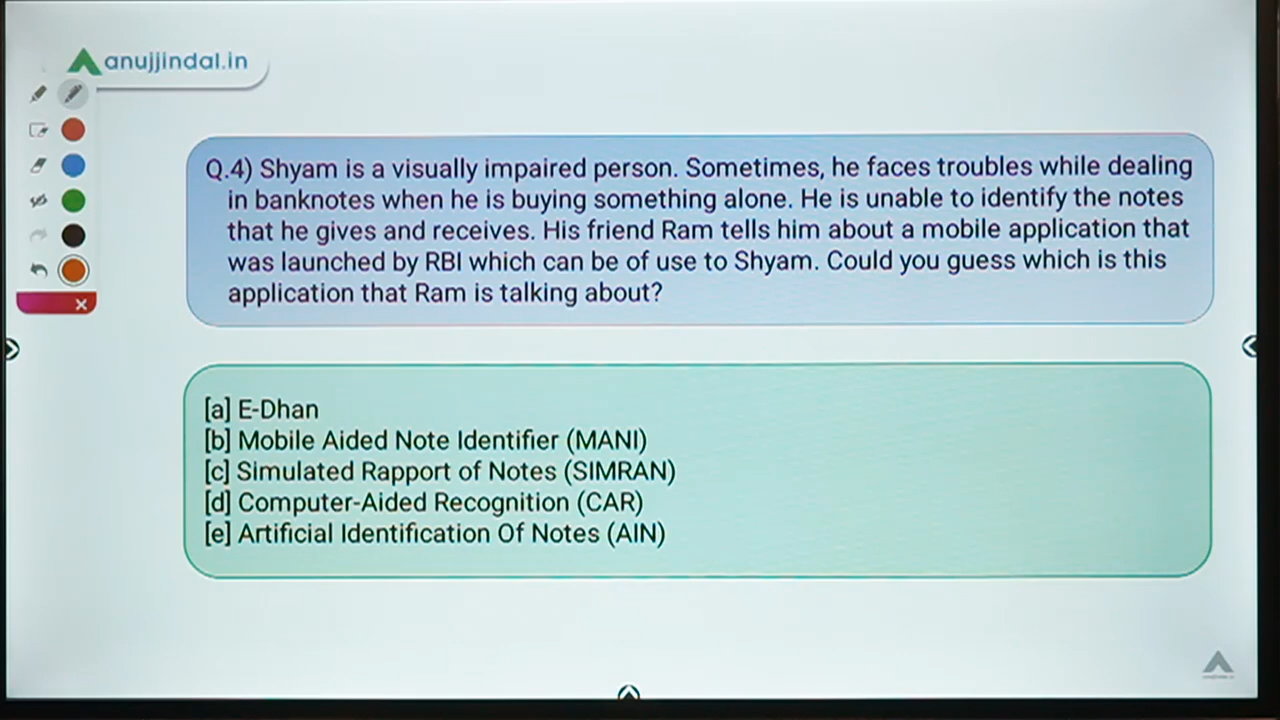 anujjindal.in
Q.4) Shyam is a visually impaired person. Sometimes, he faces troubles while dealing
in banknotes when he is buying something alone. He is unable to identify the notes
that he gives and receives. His friend Ram tells him about a mobile application that
was launched by RBI which can be of use to Shyam. Could you guess which is this
application that Ram is talking about?
[a] E-Dhan
[b] Mobile Aided Note Identifier (MANI)
[c] Simulated Rapport of Notes (SIMRAN)
[d] Computer-Aided Recognition (CAR)
[e] Artificial Identification Of Notes (AIN)